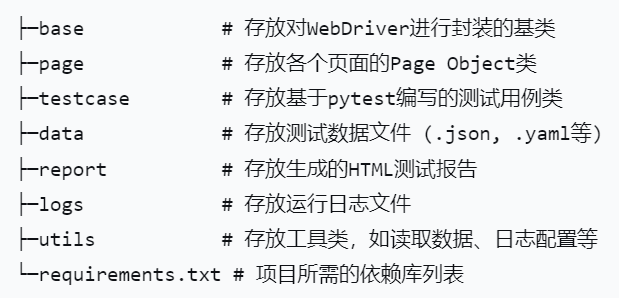 ├─base # 存放对WebDriver进行封装的基类
├─page # 存放各个页面的Page Object类
├─testcase # 存放基于pytest编写的测试用例类
├─data # 存放测试数据文件 (.json, .yaml等)
├─report # 存放生成的HTML测试报告
├─logs # 存放运行日志文件
├─utils # 存放工具类，如读取数据、日志配置等
└─requirements.txt # 项目所需的依赖库列表